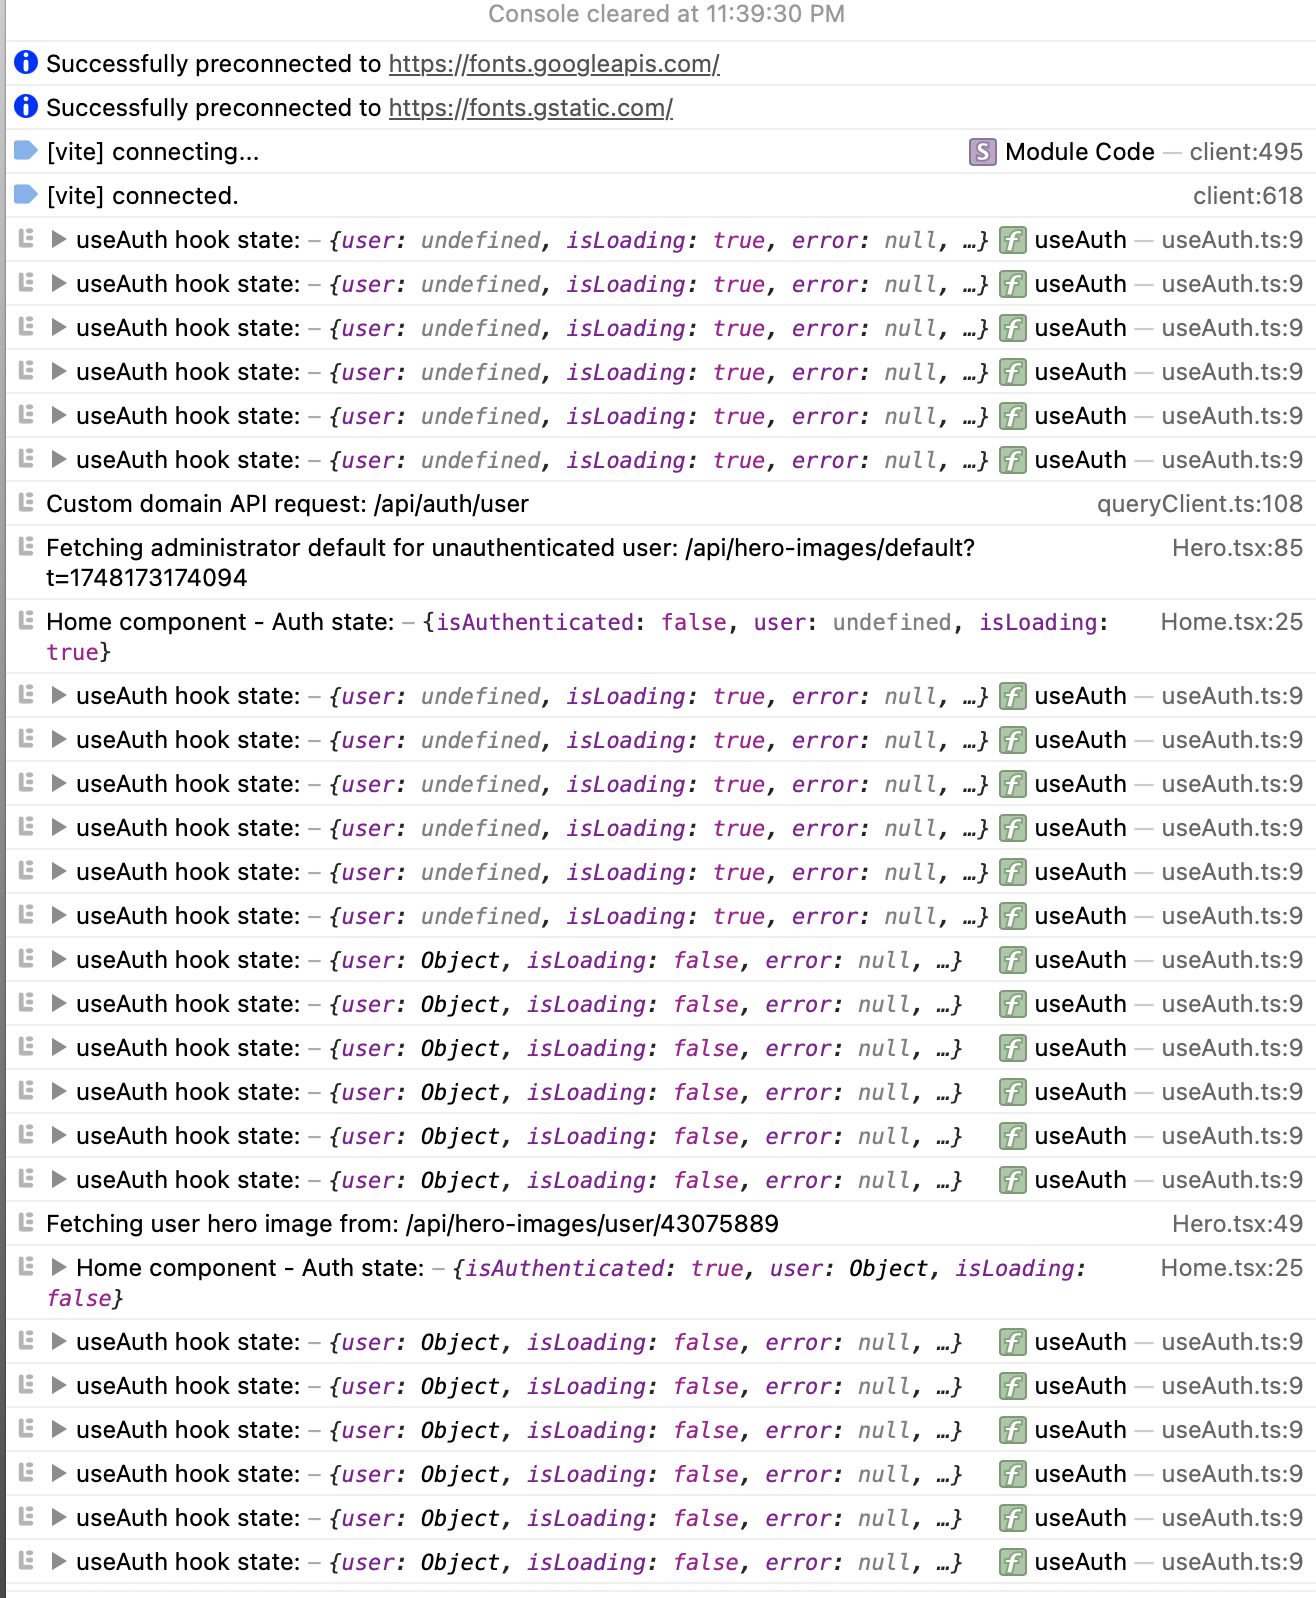 Console cleared at 11:39:30 PM
Successfully preconnected to https://fonts.googleapis.com/
Successfully preconnected to https://fonts.gstatic.com/
[vite] connecting... S Module Code — client:495
[vite] connected. client:618
useAuth hook state: – {user: undefined, isLoading: true, error: null, …} f useAuth — useAuth.ts:9
useAuth hook state: – {user: undefined, isLoading: true, error: null, …} f useAuth — useAuth.ts:9
useAuth hook state: – {user: undefined, isLoading: true, error: null, …} f useAuth — useAuth.ts:9
useAuth hook state: – {user: undefined, isLoading: true, error: null, …} f useAuth — useAuth.ts:9
useAuth hook state: – {user: undefined, isLoading: true, error: null, …} f useAuth — useAuth.ts:9
useAuth hook state: – {user: undefined, isLoading: true, error: null, …} f useAuth — useAuth.ts:9
Custom domain API request: /api/auth/user queryClient.ts:108
Fetching administrator default for unauthenticated user: /api/hero-images/default? Hero.tsx:85
t=1748173174094
Home component - Auth state: – {isAuthenticated: false, user: undefined, isLoading: Home.tsx:25
true}
useAuth hook state: – {user: undefined, isLoading: true, error: null, …} f useAuth — useAuth.ts:9
useAuth hook state: – {user: undefined, isLoading: true, error: null, …} f useAuth — useAuth.ts:9
useAuth hook state: – {user: undefined, isLoading: true, error: null, …} f useAuth — useAuth.ts:9
useAuth hook state: – {user: undefined, isLoading: true, error: null, …} f useAuth — useAuth.ts:9
useAuth hook state: – {user: undefined, isLoading: true, error: null, …} f useAuth — useAuth.ts:9
useAuth hook state: – {user: undefined, isLoading: true, error: null, …} f useAuth — useAuth.ts:9
useAuth hook state: – {user: Object, isLoading: false, error: null, …} f useAuth — useAuth.ts:9
useAuth hook state: – {user: Object, isLoading: false, error: null, …} f useAuth — useAuth.ts:9
useAuth hook state: – {user: Object, isLoading: false, error: null, …} f useAuth — useAuth.ts:9
useAuth hook state: – {user: Object, isLoading: false, error: null, …} f useAuth — useAuth.ts:9
useAuth hook state: – {user: Object, isLoading: false, error: null, …} f useAuth — useAuth.ts:9
useAuth hook state: – {user: Object, isLoading: false, error: null, …} f useAuth — useAuth.ts:9
Fetching user hero image from: /api/hero-images/user/43075889 Hero.tsx:49
Home component - Auth state: – {isAuthenticated: true, user: Object, isLoading: Home.tsx:25
false}
useAuth hook state: – {user: Object, isLoading: false, error: null, …} f useAuth — useAuth.ts:9
useAuth hook state: – {user: Object, isLoading: false, error: null, …} f useAuth — useAuth.ts:9
useAuth hook state: – {user: Object, isLoading: false, error: null, …} f useAuth — useAuth.ts:9
useAuth hook state: – {user: Object, isLoading: false, error: null, …} f useAuth — useAuth.ts:9
useAuth hook state: – {user: Object, isLoading: false, error: null, …} f useAuth — useAuth.ts:9
useAuth hook state: – {user: Object, isLoading: false, error: null, …} f useAuth — useAuth.ts:9